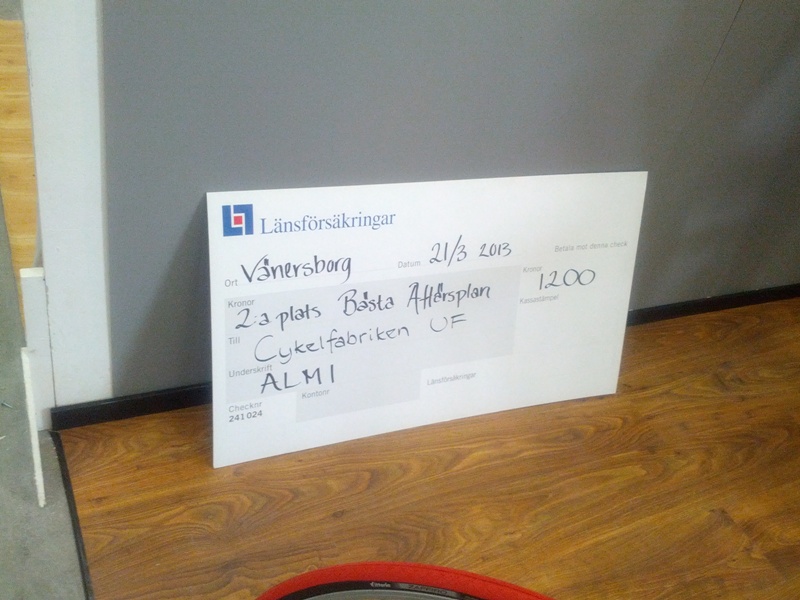 Länsförsäkringar
Betala mot denna check
Ort Vänersborg Datum 21/3 2013
Kronor 2:a plats Bästa Affärsplan Kronor 1200
Till Cykelfabriken UF Kassastämpel
Underskrift ALMI
Checknr Kontonr Länsförsäkringar
241 024